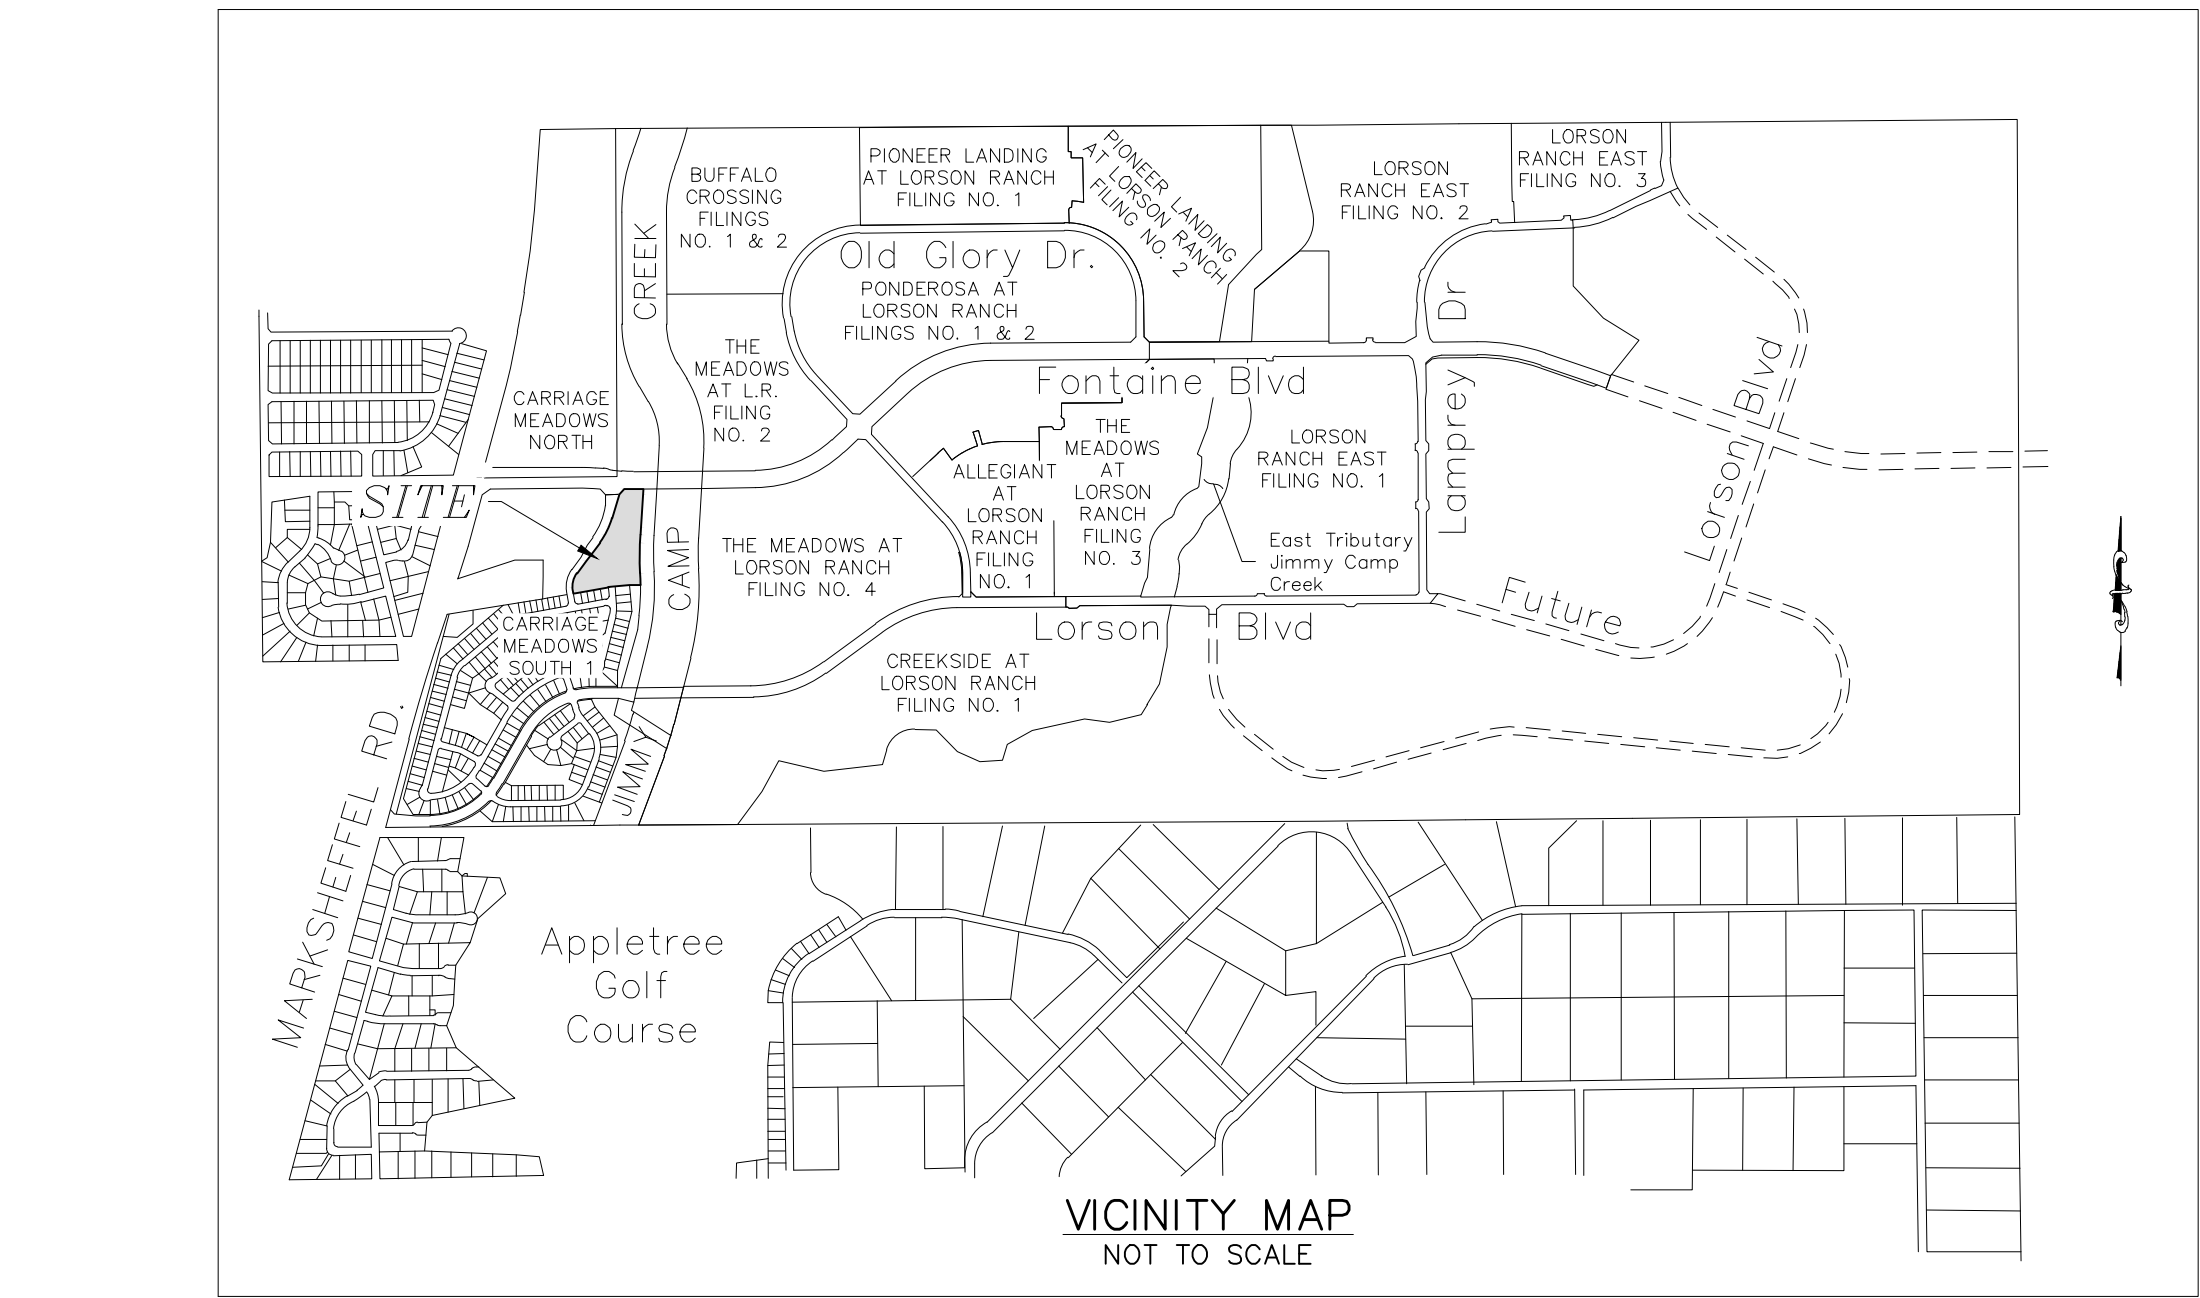 BUFFALO
CROSSING
FILINGS
NO. 1 & 2
PIONEER LANDING
AT LORSON RANCH
FILING NO. 1
PIONEER LANDING
AT LORSON RANCH
FILING NO. 2
LORSON
RANCH EAST
FILING NO. 2
LORSON
RANCH EAST
FILING NO. 3
CREEK
Old Glory Dr.
PONDEROSA AT
LORSON RANCH
FILINGS NO. 1 & 2
THE
MEADOWS
AT L.R.
FILING
NO. 2
CARRIAGE
MEADOWS
NORTH
Fontaine Blvd
Lamprey Dr
Lorson Blvd
SITE
ALLEGIANT
AT
LORSON
RANCH
FILING
NO. 1
THE
MEADOWS
AT
LORSON
RANCH
FILING
NO. 3
LORSON
RANCH EAST
FILING NO. 1
East Tributary
Jimmy Camp
Creek
CAMP
THE MEADOWS AT
LORSON RANCH
FILING NO. 4
CARRIAGE
MEADOWS
SOUTH 1
Lorson Blvd
Future
CREEKSIDE AT
LORSON RANCH
FILING NO. 1
JIMMY
MARKSHEFFEL RD.
Appletree
Golf
Course
VICINITY MAP
NOT TO SCALE